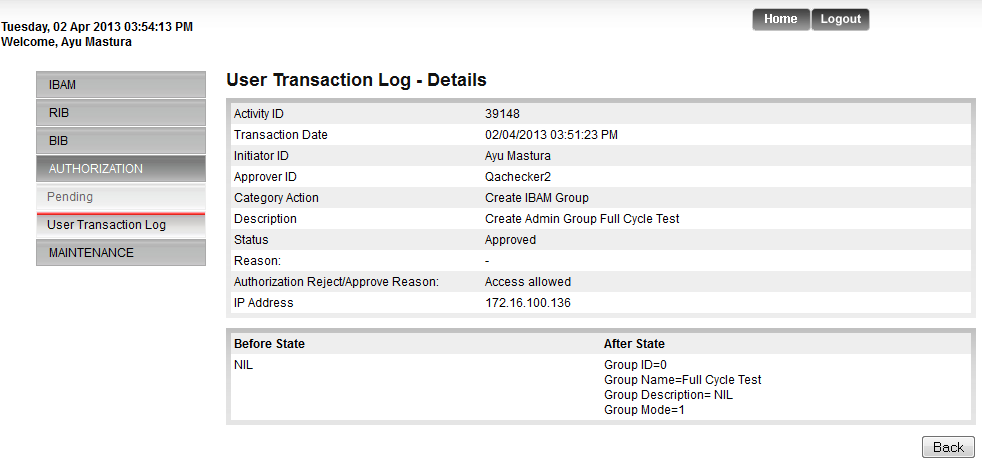 Tuesday, 02 Apr 2013 03:54:13 PM
Welcome, Ayu Mastura
Home Logout
IBAM
RIB
BIB
AUTHORIZATION
Pending
User Transaction Log
MAINTENANCE
User Transaction Log - Details
Activity ID 39148
Transaction Date 02/04/2013 03:51:23 PM
Initiator ID Ayu Mastura
Approver ID Qachecker2
Category Action Create IBAM Group
Description Create Admin Group Full Cycle Test
Status Approved
Reason: -
Authorization Reject/Approve Reason: Access allowed
IP Address 172.16.100.136
Before State After State
NIL Group ID=0
Group Name=Full Cycle Test
Group Description= NIL
Group Mode=1
Back